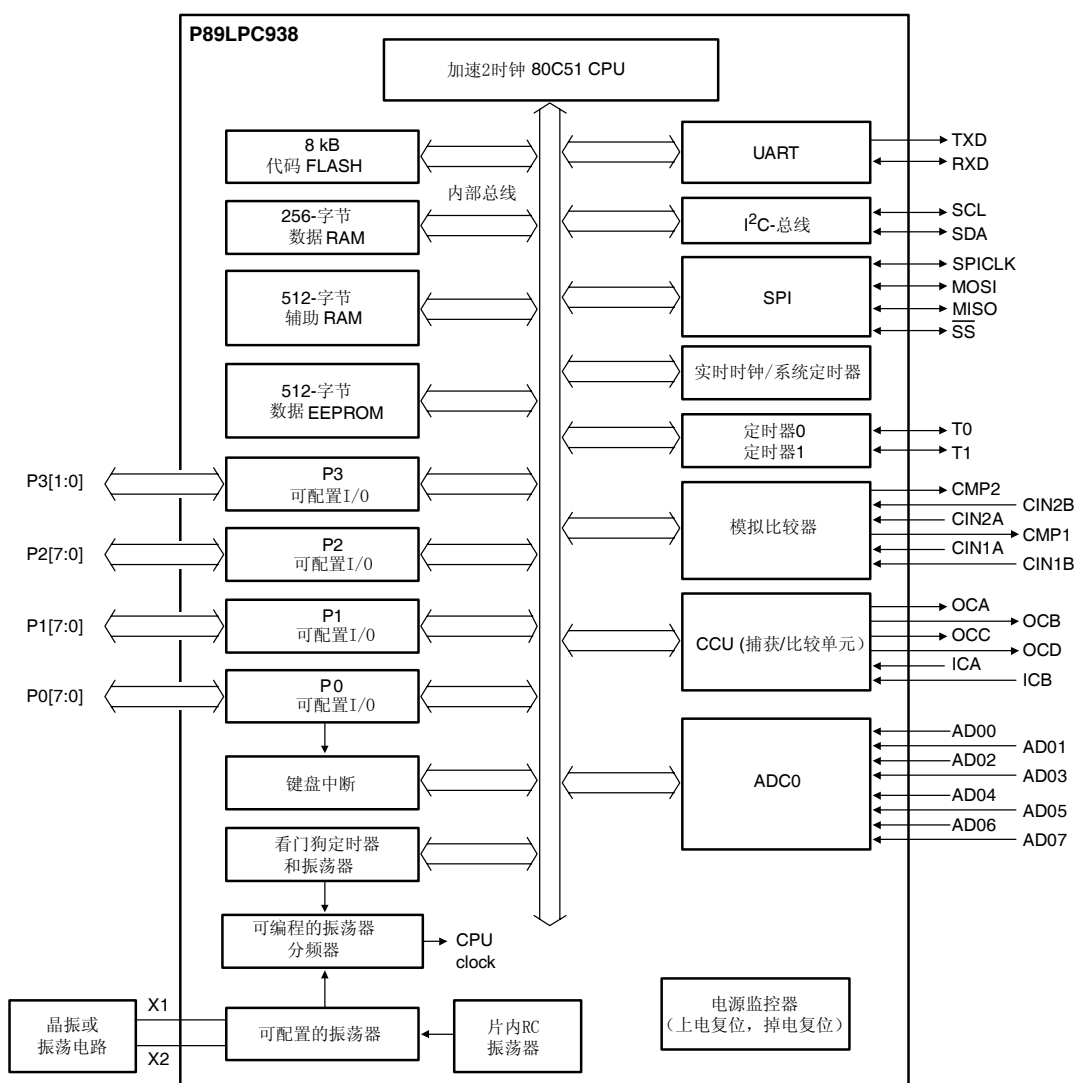 P89LPC938
加速2时钟 80C51 CPU
8 kB
代码 FLASH
内部总线
256-字节
数据 RAM
512-字节
辅助 RAM
512-字节
数据 EEPROM
P3[1:0]
P3
可配置I/O
P2[7:0]
P2
可配置I/O
P1[7:0]
P1
可配置I/O
P0[7:0]
P0
可配置I/O
键盘中断
看门狗定时器
和振荡器
可编程的振荡器
分频器
CPU
clock
晶振或
振荡电路
X1
X2
可配置的振荡器
片内RC
振荡器
UART
TXD
RXD
I²C-总线
SCL
SDA
SPI
SPICLK
MOSI
MISO
S̅S̅
实时时钟/系统定时器
定时器0
定时器1
T0
T1
模拟比较器
CMP2
CIN2B
CIN2A
CMP1
CIN1A
CIN1B
CCU (捕获/比较单元）
OCA
OCB
OCC
OCD
ICA
ICB
ADC0
AD00
AD01
AD02
AD03
AD04
AD05
AD06
AD07
电源监控器
（上电复位，掉电复位）